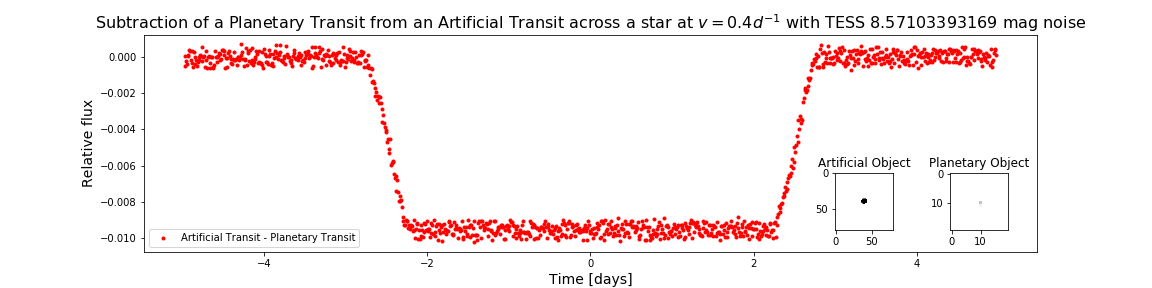 Subtraction of a Planetary Transit from an Artificial Transit across a star at v = 0.4d⁻¹ with TESS 8.57103393169 mag noise
Relative flux
0.000
−0.002
−0.004
−0.006
−0.008
−0.010
Artificial Transit - Planetary Transit
Artificial Object
0
50
0 50
Planetary Object
0
10
0 10
−4 −2 0 2 4
Time [days]